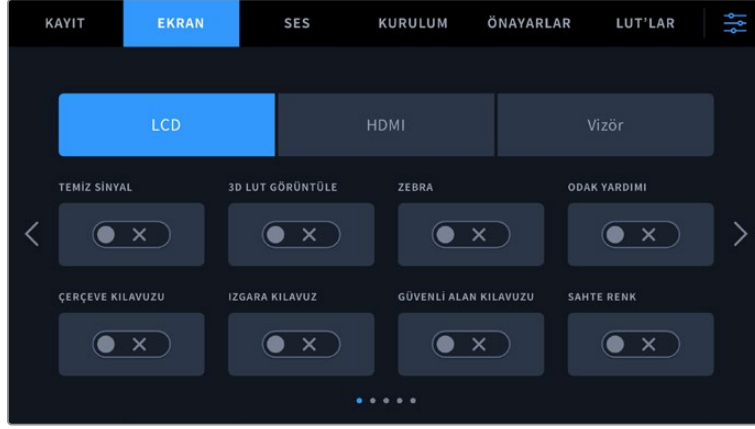 KAYIT EKRAN SES KURULUM ÖNAYARLAR LUT’LAR
LCD HDMI Vizör
TEMİZ SİNYAL 3D LUT GÖRÜNTÜLE ZEBRA ODAK YARDIMI
ÇERÇEVE KILAVUZU IZGARA KILAVUZ GÜVENLİ ALAN KILAVUZU SAHTE RENK